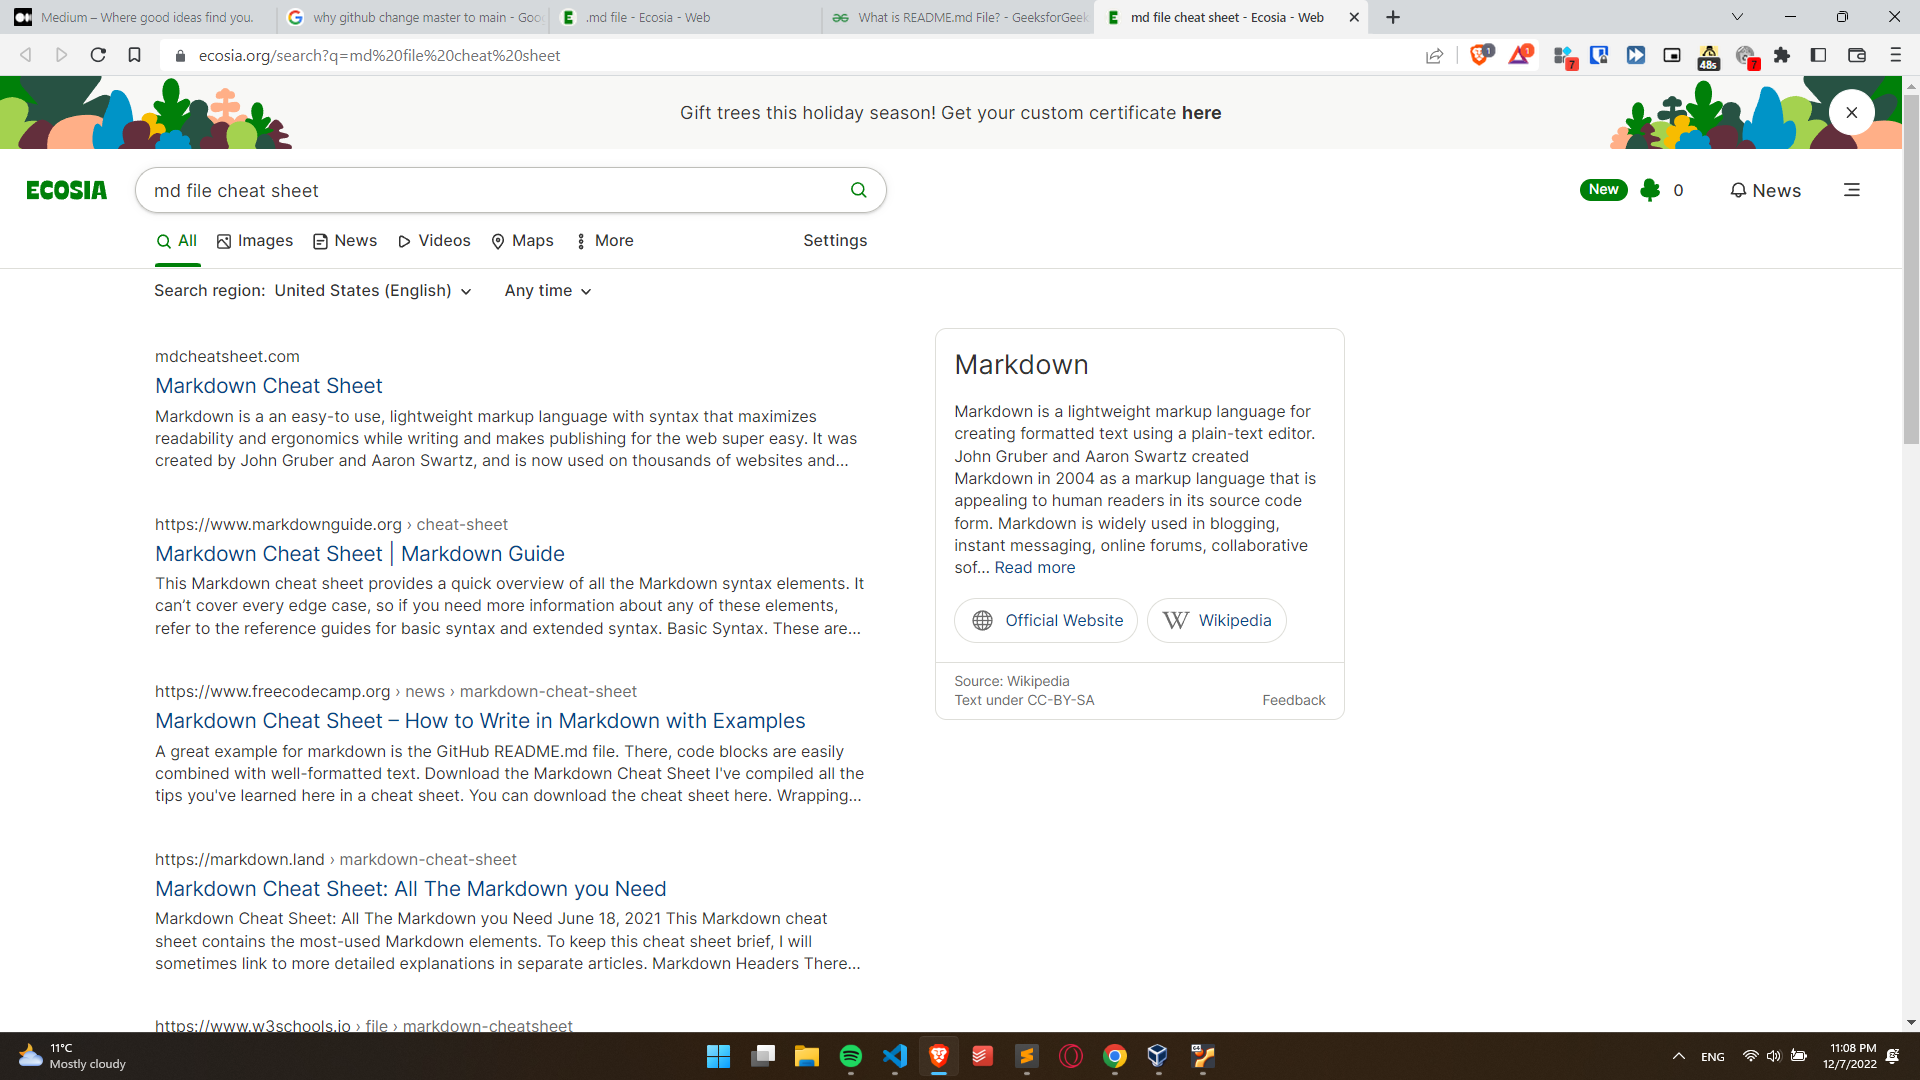 Medium – Where good ideas find you.
why github change master to main - Goo
.md file - Ecosia - Web
What is README.md File? - GeeksforGeek
md file cheat sheet - Ecosia - Web
ecosia.org/search?q=md%20file%20cheat%20sheet
1
1
7
48s
7
Gift trees this holiday season! Get your custom certificate here
ECOSIA
md file cheat sheet
New
0
News
All
Images
News
Videos
Maps
More
Settings
Search region: United States (English)
Any time
mdcheatsheet.com
Markdown Cheat Sheet
Markdown is a an easy-to use, lightweight markup language with syntax that maximizes
readability and ergonomics while writing and makes publishing for the web super easy. It was
created by John Gruber and Aaron Swartz, and is now used on thousands of websites and...
https://www.markdownguide.org › cheat-sheet
Markdown Cheat Sheet | Markdown Guide
This Markdown cheat sheet provides a quick overview of all the Markdown syntax elements. It
can’t cover every edge case, so if you need more information about any of these elements,
refer to the reference guides for basic syntax and extended syntax. Basic Syntax. These are...
https://www.freecodecamp.org › news › markdown-cheat-sheet
Markdown Cheat Sheet – How to Write in Markdown with Examples
A great example for markdown is the GitHub README.md file. There, code blocks are easily
combined with well-formatted text. Download the Markdown Cheat Sheet I've compiled all the
tips you've learned here in a cheat sheet. You can download the cheat sheet here. Wrapping...
https://markdown.land › markdown-cheat-sheet
Markdown Cheat Sheet: All The Markdown you Need
Markdown Cheat Sheet: All The Markdown you Need June 18, 2021 This Markdown cheat
sheet contains the most-used Markdown elements. To keep this cheat sheet brief, I will
sometimes link to more detailed explanations in separate articles. Markdown Headers There...
https://www.w3schools.io › file › markdown-cheatsheet
Markdown
Markdown is a lightweight markup language for
creating formatted text using a plain-text editor.
John Gruber and Aaron Swartz created
Markdown in 2004 as a markup language that is
appealing to human readers in its source code
form. Markdown is widely used in blogging,
instant messaging, online forums, collaborative
sof... Read more
Official Website
W Wikipedia
Source: Wikipedia
Text under CC-BY-SA
Feedback
11°C
Mostly cloudy
64
ENG
11:08 PM
12/7/2022